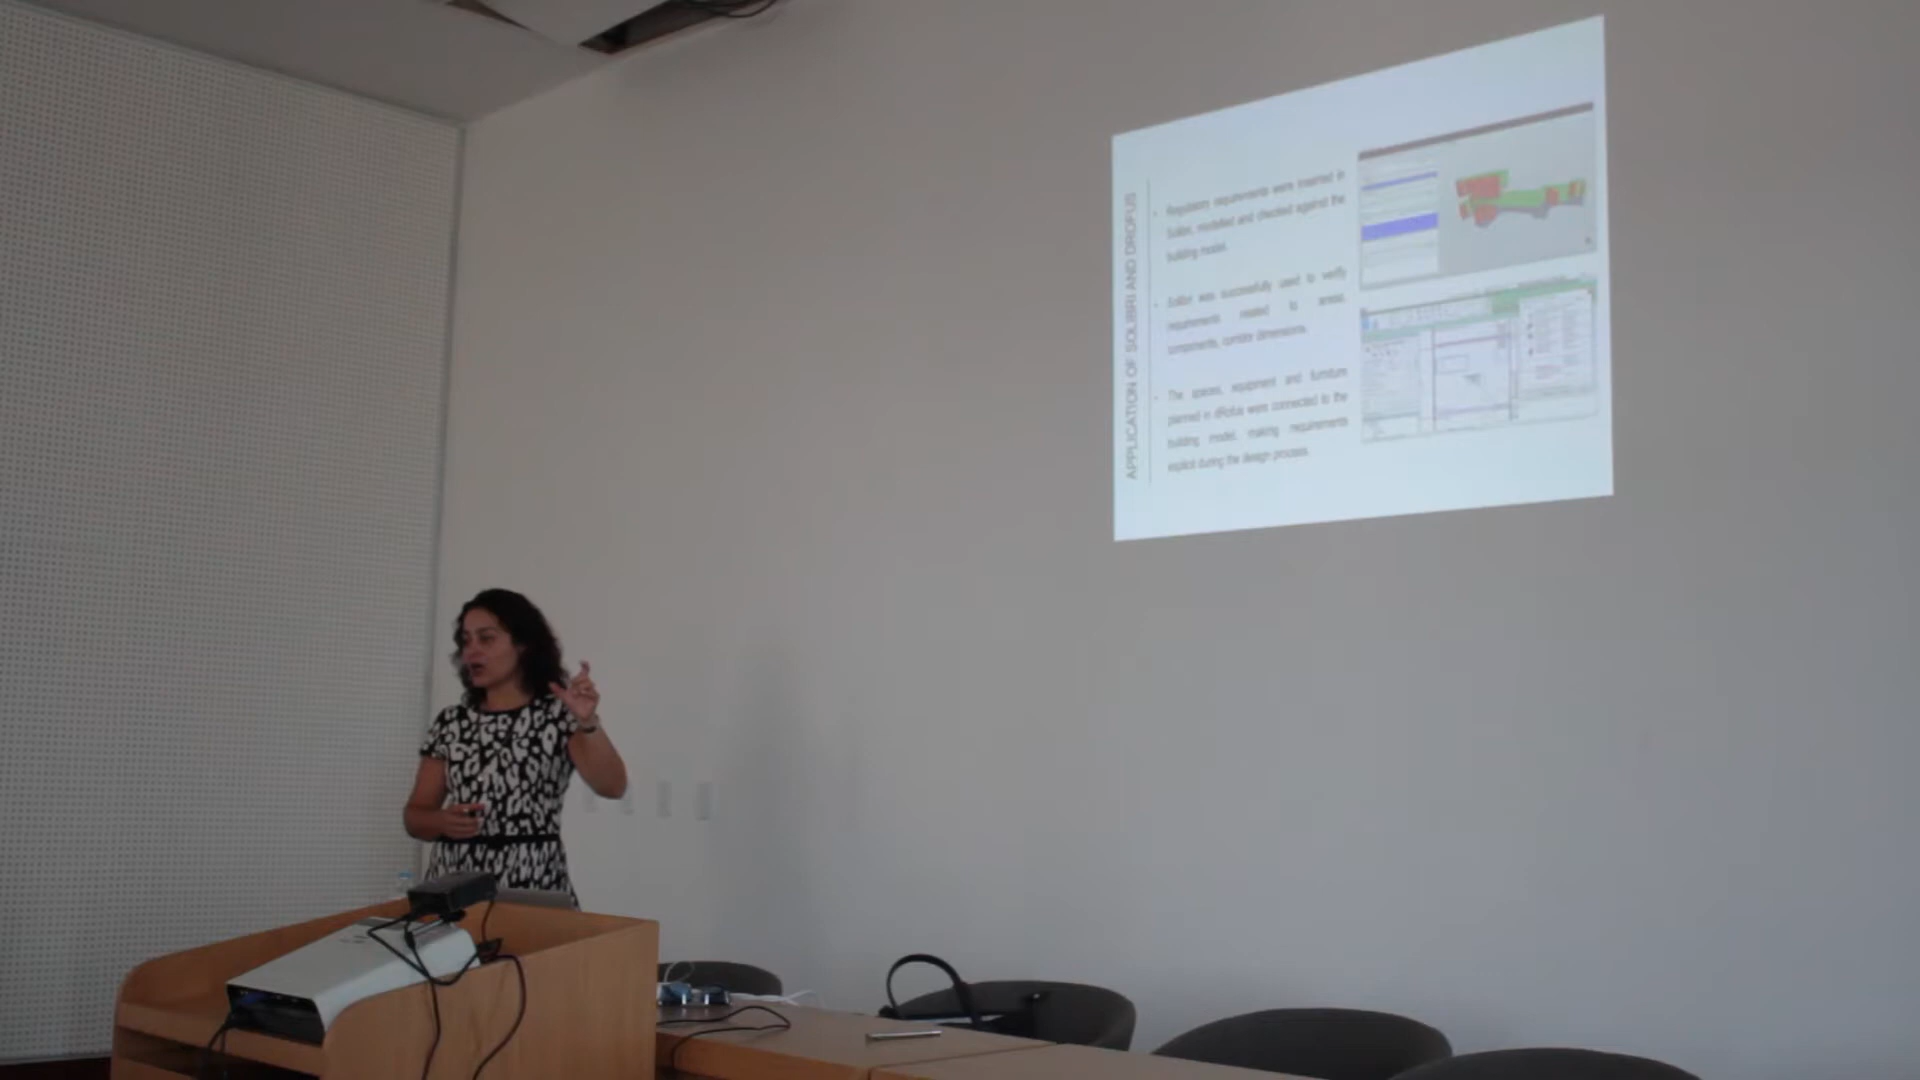 APPLICATION OF SOLIBRI AND DROFUS
• Regulatory requirements were inserted in
Solibri, modelled and checked against the
building model.
• Solibri was successfully used to verify
requirements related to areas,
components, corridor dimensions.
• The spaces, equipment and furniture
planned in dRofus were connected to the
building model, making requirements
explicit during the design process.